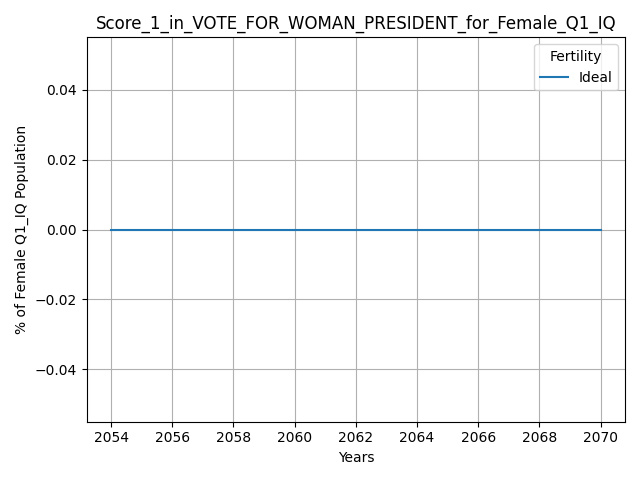 Score_1_in_VOTE_FOR_WOMAN_PRESIDENT_for_Female_Q1_IQ
Fertility
Ideal
% of Female Q1_IQ Population
0.04
0.02
0.00
−0.02
−0.04
2054 2056 2058 2060 2062 2064 2066 2068 2070
Years